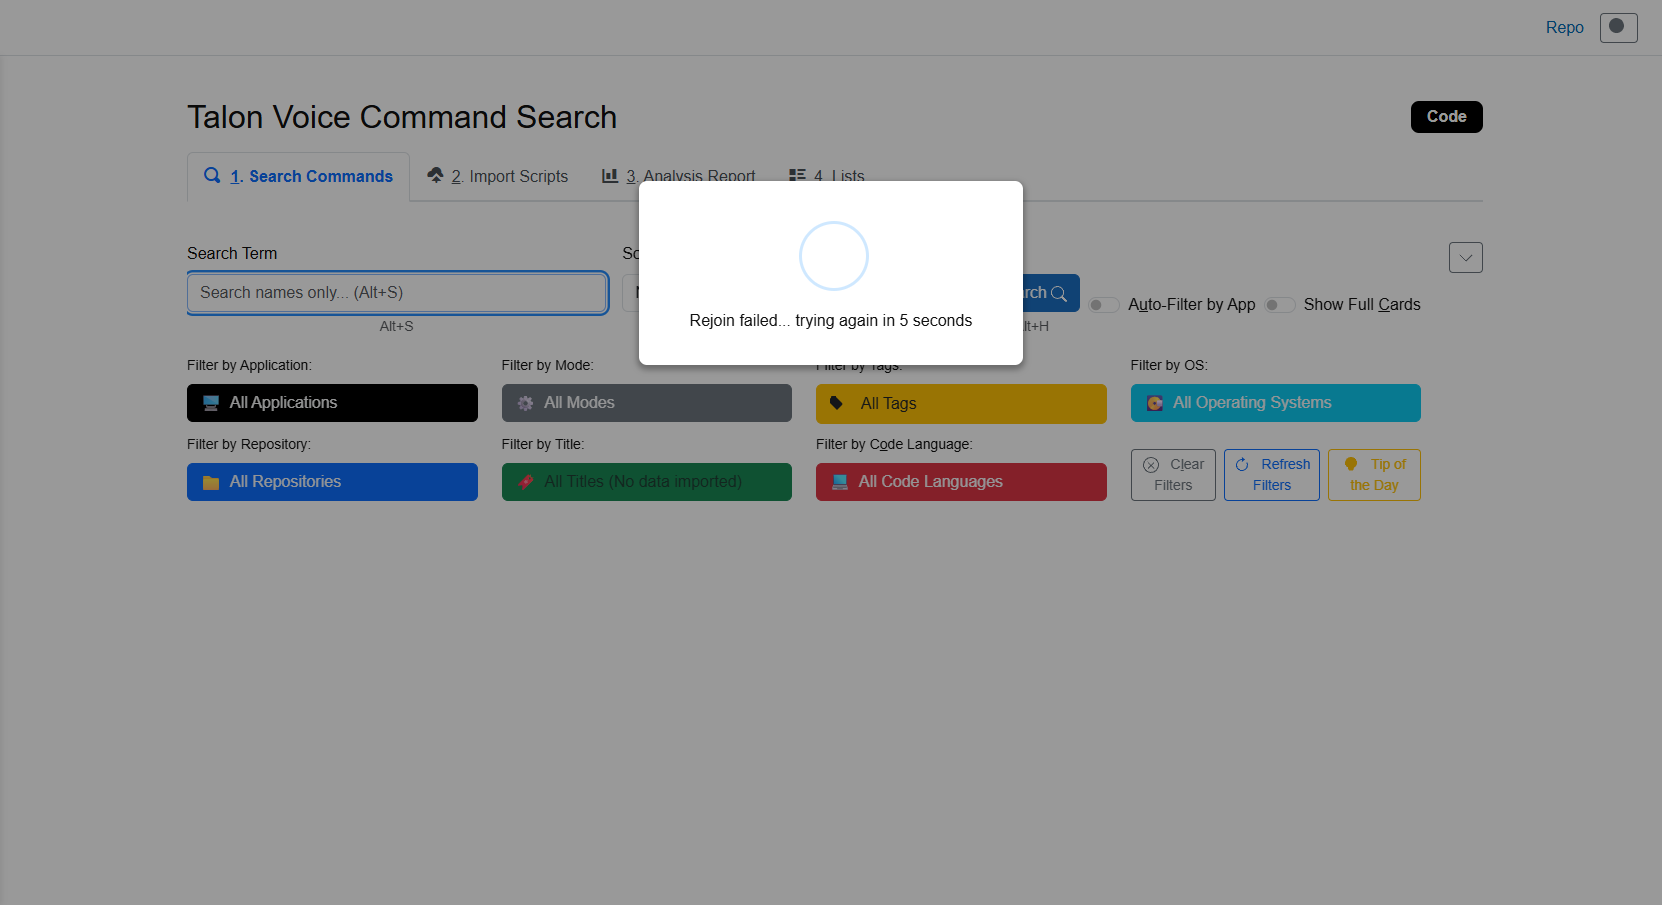 Repo
Talon Voice Command Search
Code
1. Search Commands
2. Import Scripts
3. Analysis Report
4. Lists
Search Term
Search names only... (Alt+S)
Alt+S
Rejoin failed... trying again in 5 seconds
Auto-Filter by App
Show Full Cards
Filter by Application:
Filter by Mode:
Filter by Tags:
Filter by OS:
All Applications
All Modes
All Tags
All Operating Systems
Filter by Repository:
Filter by Title:
Filter by Code Language:
All Repositories
All Titles (No data imported)
All Code Languages
Clear
Filters
Refresh
Filters
Tip of
the Day